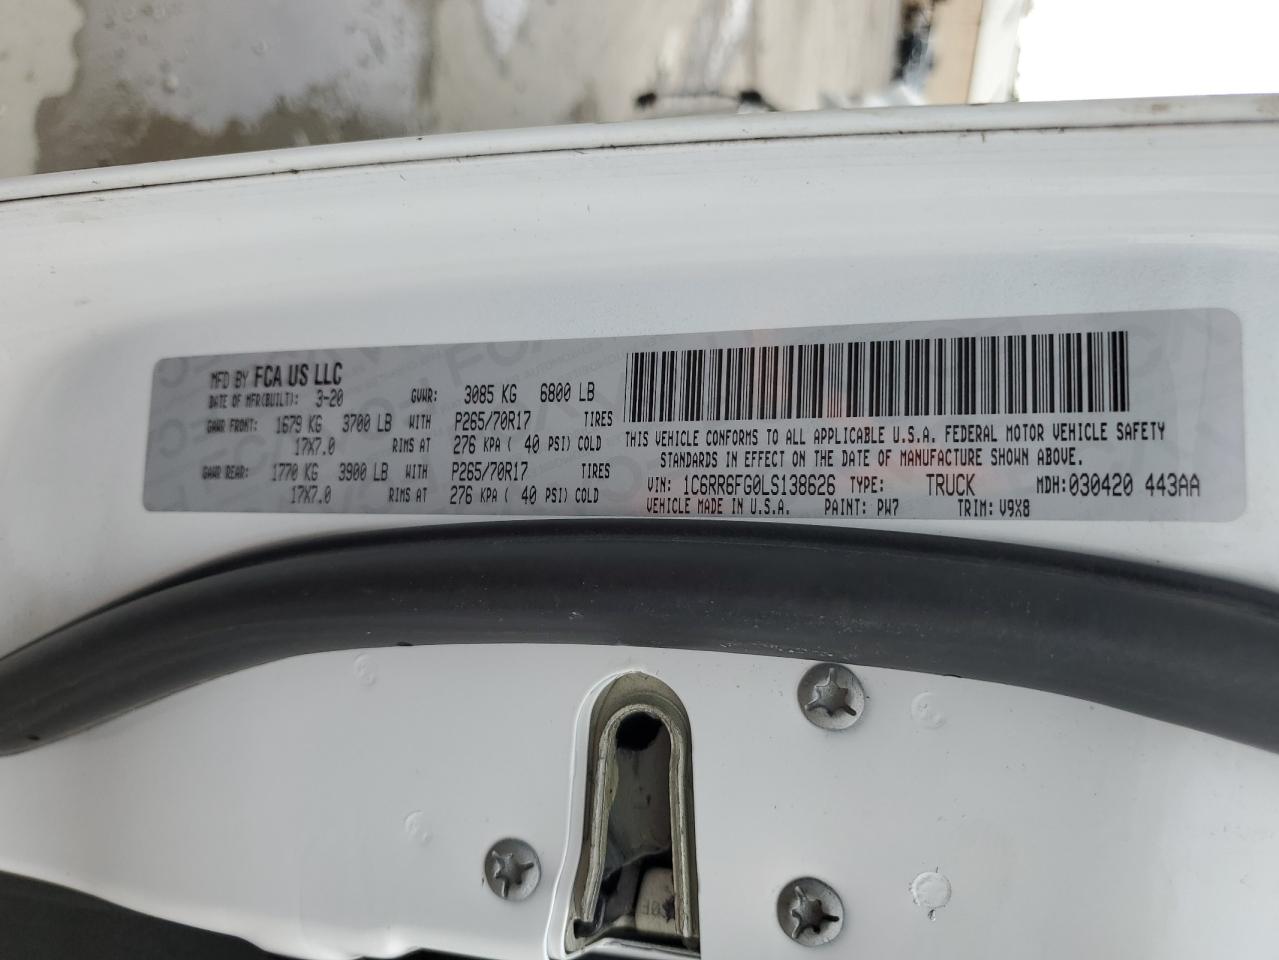 MFD BY FCA US LLC
DATE OF MFR(BUILT): 3-20 GVWR: 3085 KG 6800 LB
GAWR FRONT: 1679 KG 3700 LB WITH P265/70R17 TIRES
17X7.0 RIMS AT 276 KPA ( 40 PSI) COLD
GAWR REAR: 1770 KG 3900 LB WITH P265/70R17 TIRES
17X7.0 RIMS AT 276 KPA ( 40 PSI) COLD
THIS VEHICLE CONFORMS TO ALL APPLICABLE U.S.A. FEDERAL MOTOR VEHICLE SAFETY
STANDARDS IN EFFECT ON THE DATE OF MANUFACTURE SHOWN ABOVE.
VIN: 1C6RR6FG0LS138626 TYPE: TRUCK MDH:030420 443AA
VEHICLE MADE IN U.S.A. PAINT: PW7 TRIM: V9X8